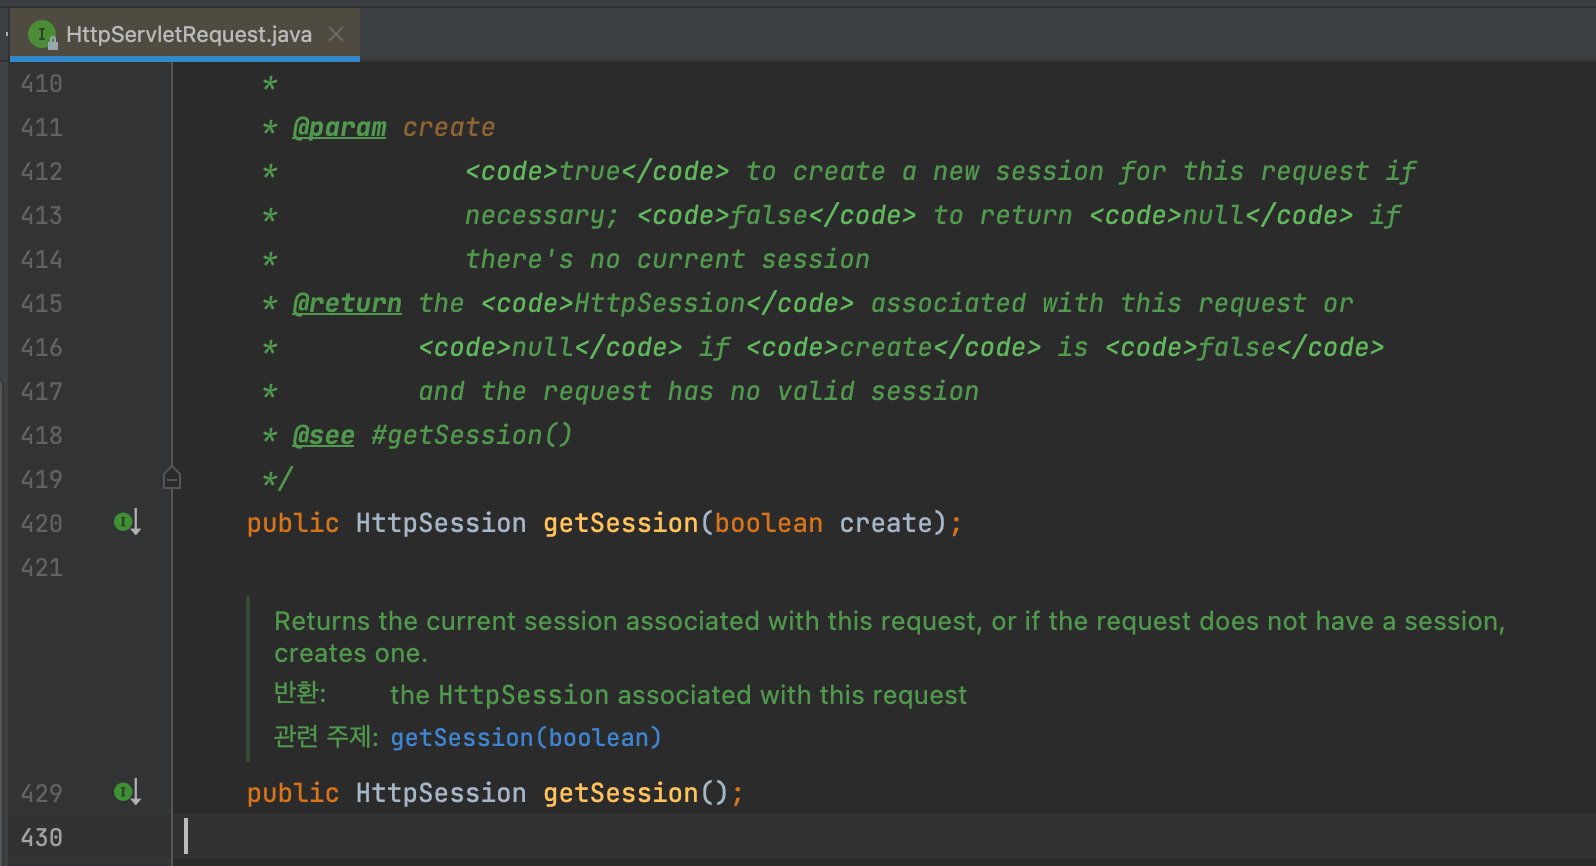 HttpServletRequest.java
410 *
411 * @param create
412 * <code>true</code> to create a new session for this request if
413 * necessary; <code>false</code> to return <code>null</code> if
414 * there's no current session
415 * @return the <code>HttpSession</code> associated with this request or
416 * <code>null</code> if <code>create</code> is <code>false</code>
417 * and the request has no valid session
418 * @see #getSession()
419 */
420 public HttpSession getSession(boolean create);
421
Returns the current session associated with this request, or if the request does not have a session,
creates one.
반환: the HttpSession associated with this request
관련 주제: getSession(boolean)
429 public HttpSession getSession();
430